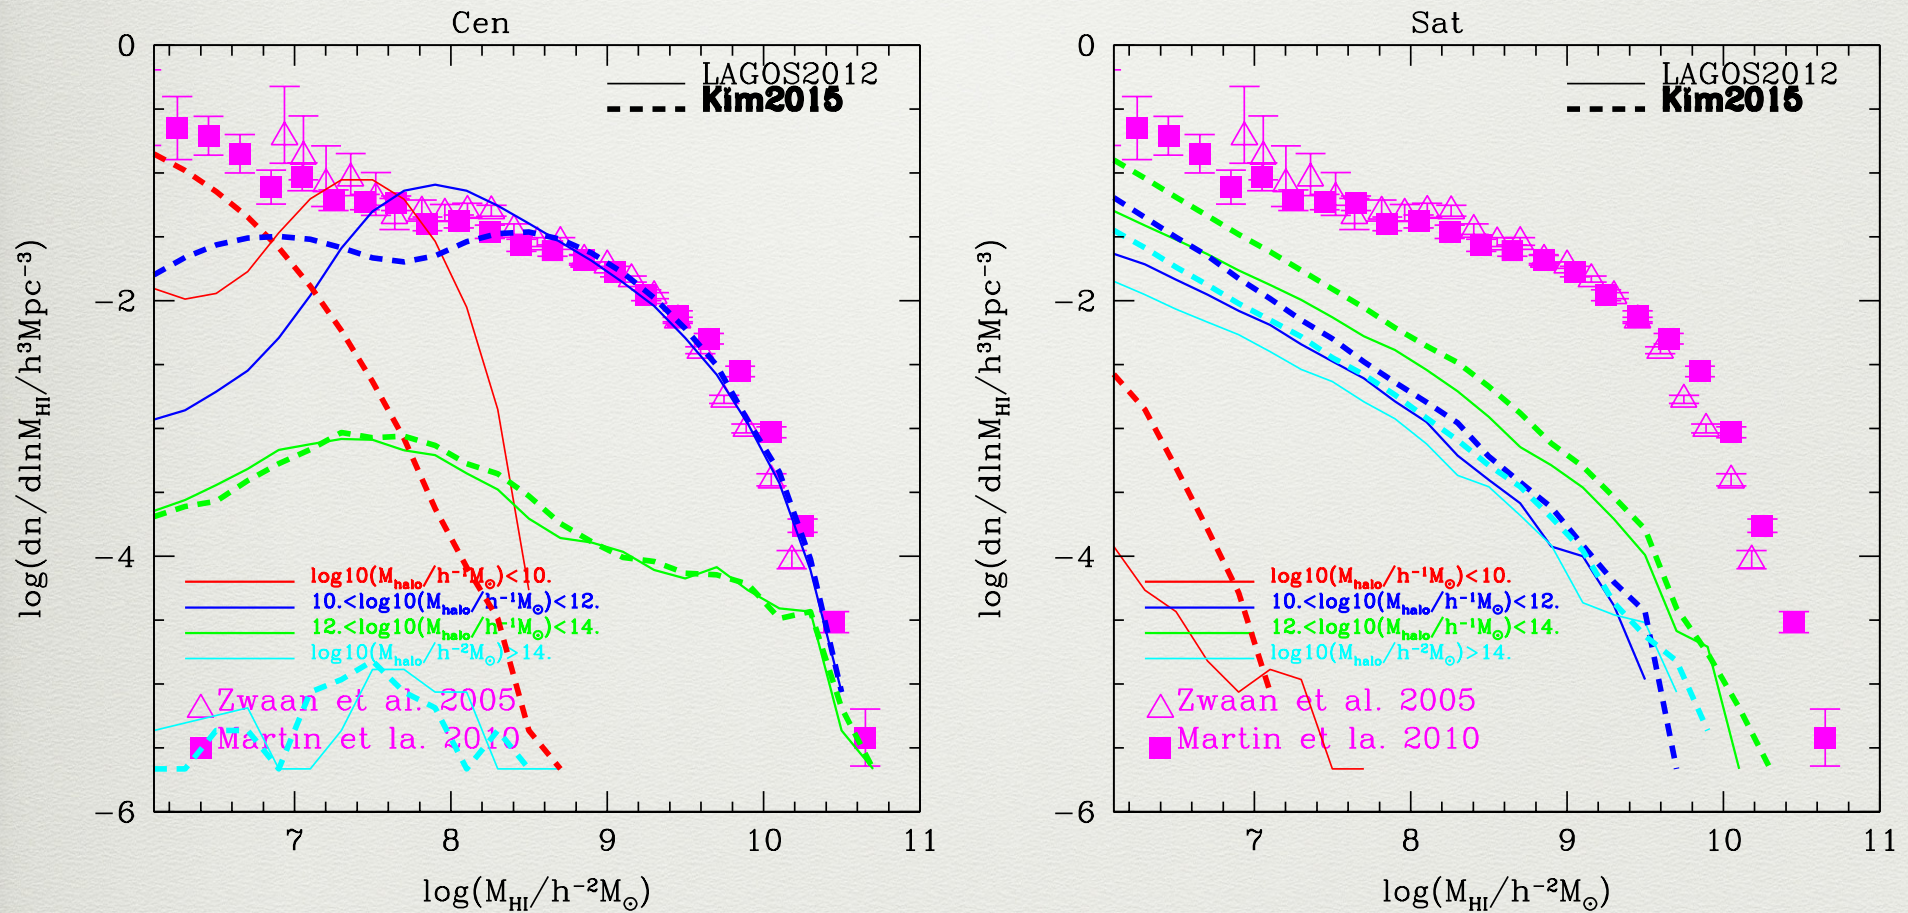 Cen
0
−2
−4
−6
log(dn/dlnM_HI/h³Mpc⁻³)
LAGOS2012
Kim2015
log10(M_halo/h⁻¹M_⊙)<10.
10.<log10(M_halo/h⁻¹M_⊙)<12.
12.<log10(M_halo/h⁻¹M_⊙)<14.
log10(M_halo/h⁻²M_⊙)>14.
Zwaan et al. 2005
Martin et la. 2010
7 8 9 10 11
log(M_HI/h⁻²M_⊙)
Sat
0
−2
−4
−6
log(dn/dlnM_HI/h³Mpc⁻³)
LAGOS2012
Kim2015
log10(M_halo/h⁻¹M_⊙)<10.
10.<log10(M_halo/h⁻¹M_⊙)<12.
12.<log10(M_halo/h⁻¹M_⊙)<14.
log10(M_halo/h⁻²M_⊙)>14.
Zwaan et al. 2005
Martin et la. 2010
7 8 9 10 11
log(M_HI/h⁻²M_⊙)